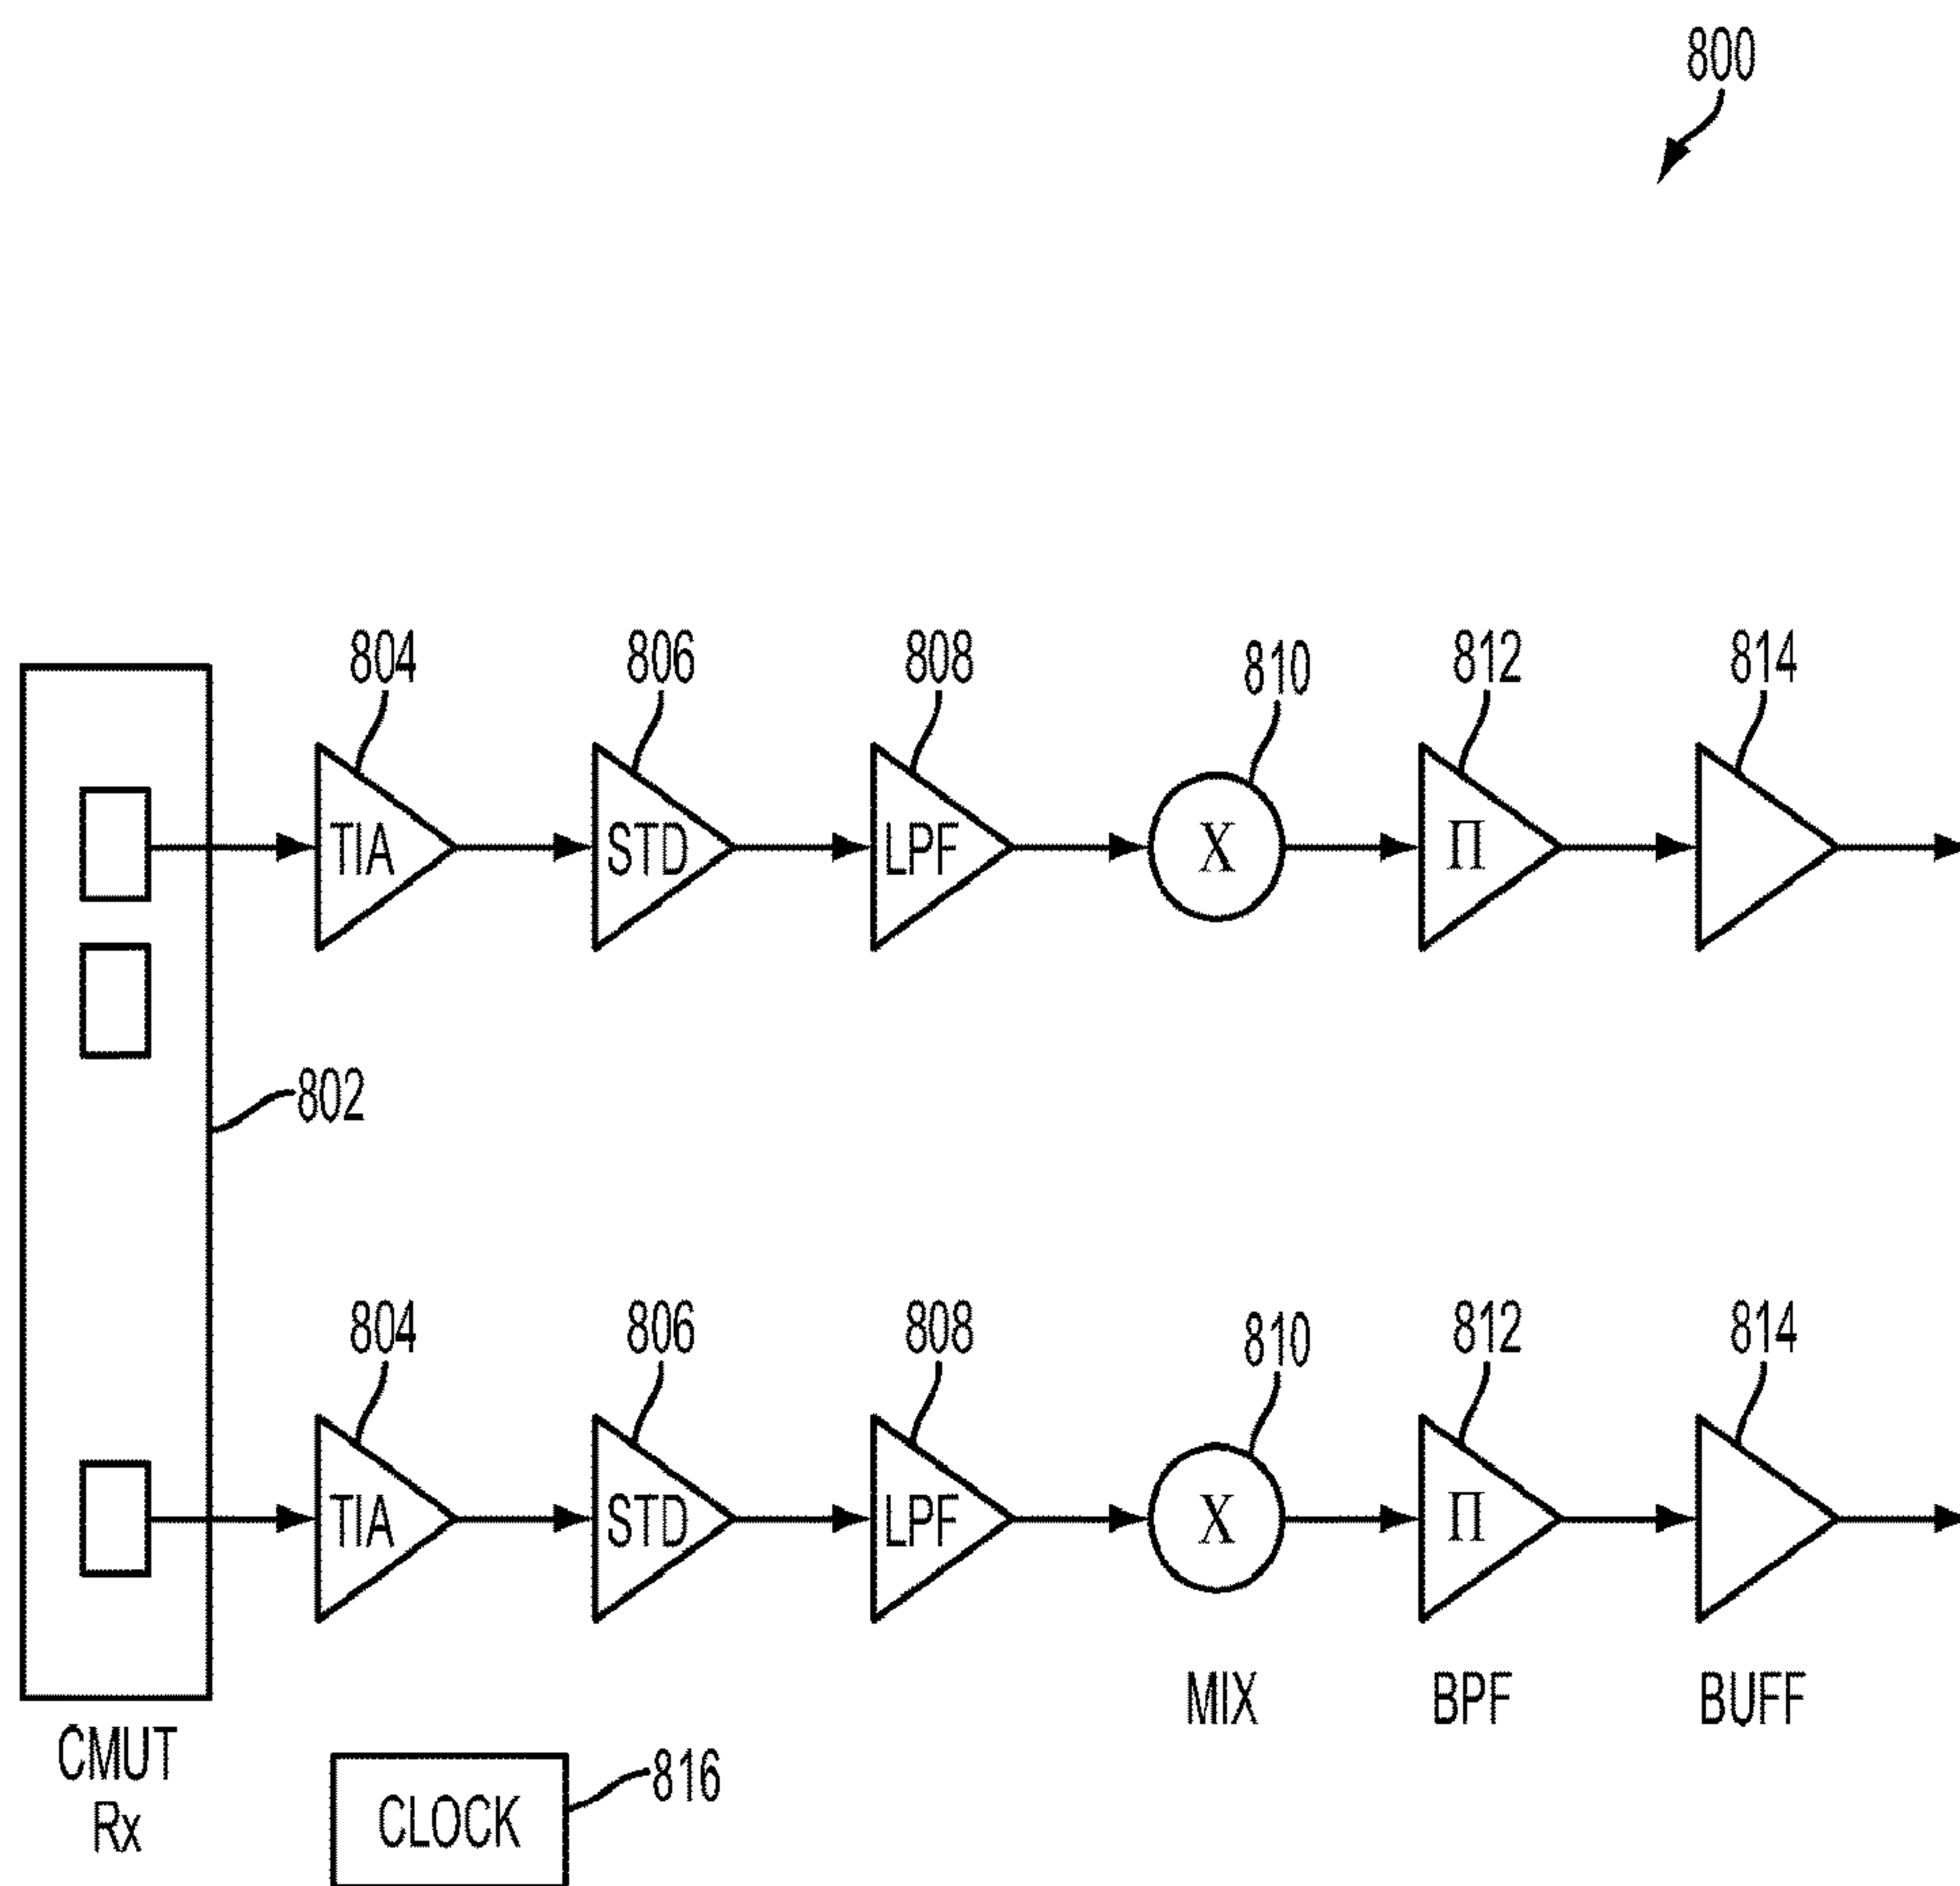 800
804 806 808 810 812 814
TIA STD LPF X Π
802
804 806 808 810 812 814
TIA STD LPF X Π
MIX BPF BUFF
CMUT
Rx
CLOCK 816